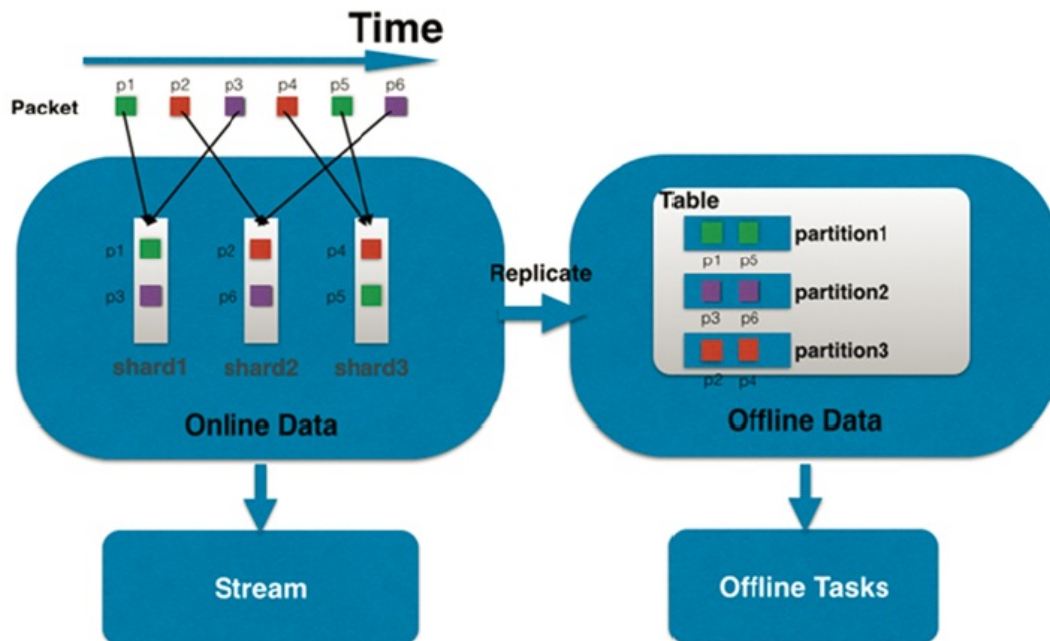 Time
p1 p2 p3 p4 p5 p6
Packet
p1 p2 p4
p3 p6 p5
shard1 shard2 shard3
Online Data
Replicate
Table
partition1
p1 p5
partition2
p3 p6
partition3
p2 p4
Offline Data
Stream
Offline Tasks